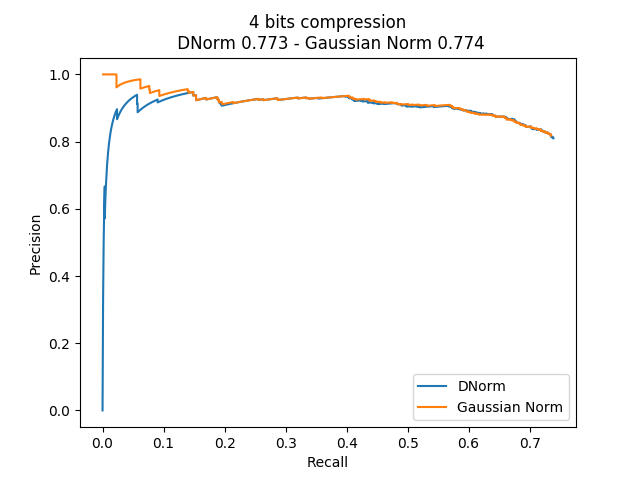 4 bits compression
DNorm 0.773 - Gaussian Norm 0.774
1.0
0.8
0.6
0.4
0.2
0.0
Precision
0.0 0.1 0.2 0.3 0.4 0.5 0.6 0.7
Recall
DNorm
Gaussian Norm